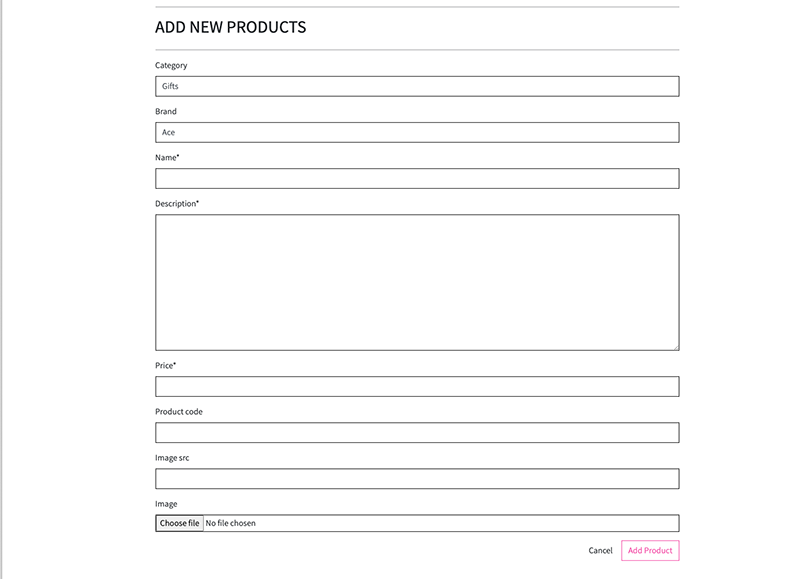 ADD NEW PRODUCTS
Category
Gifts
Brand
Ace
Name*
Description*
Price*
Product code
Image src
Image
Choose file No file chosen
Cancel Add Product